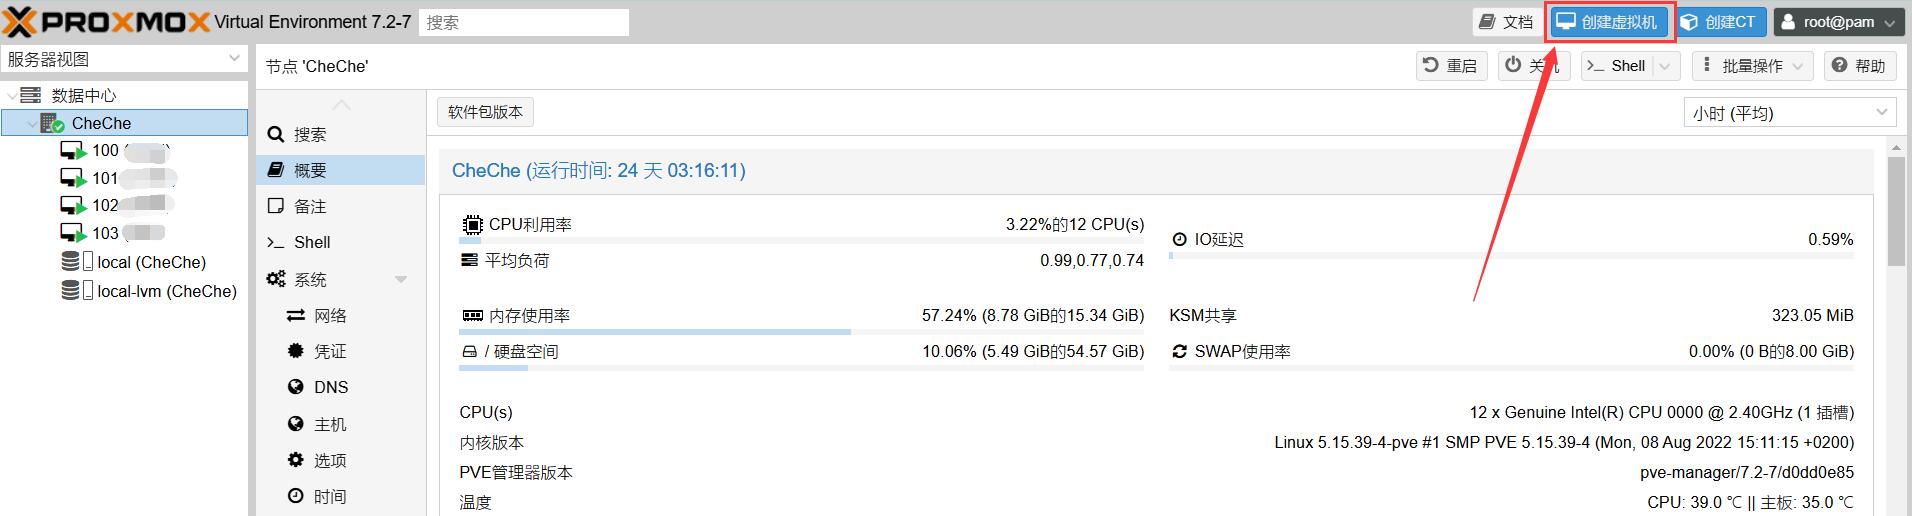 PROXMOX Virtual Environment 7.2-7 搜索 文档 创建虚拟机 创建CT root@pam
服务器视图
数据中心
CheChe
100
101
102
103
local (CheChe)
local-lvm (CheChe)
节点 'CheChe' 重启 Shell 批量操作 帮助
搜索
概要
备注
Shell
系统
网络
凭证
DNS
主机
选项
时间
软件包版本 小时 (平均)
CheChe (运行时间: 24 天 03:16:11)
CPU利用率 3.22%的12 CPU(s)
IO延迟 0.59%
平均负荷 0.99,0.77,0.74
内存使用率 57.24% (8.78 GiB的15.34 GiB)
KSM共享 323.05 MiB
/ 硬盘空间 10.06% (5.49 GiB的54.57 GiB)
SWAP使用率 0.00% (0 B的8.00 GiB)
CPU(s) 12 x Genuine Intel(R) CPU 0000 @ 2.40GHz (1 插槽)
内核版本 Linux 5.15.39-4-pve #1 SMP PVE 5.15.39-4 (Mon, 08 Aug 2022 15:11:15 +0200)
PVE管理器版本 pve-manager/7.2-7/d0dd0e85
温度 CPU: 39.0 ℃ || 主板: 35.0 ℃